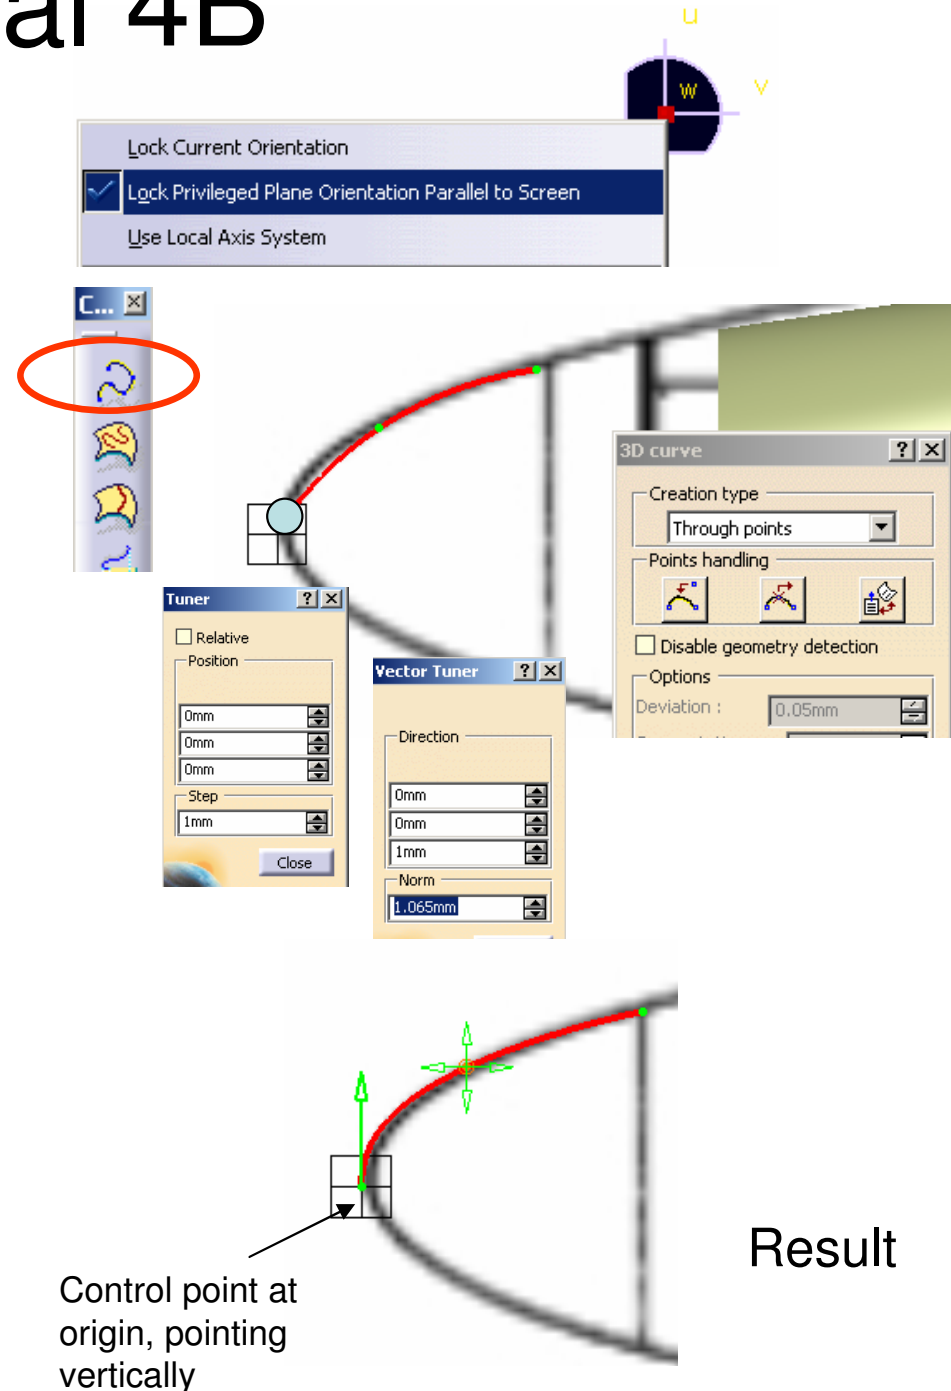 al 4B
u
w
v
Lock Current Orientation
Lock Privileged Plane Orientation Parallel to Screen
Use Local Axis System
C...
3D curve
Creation type
Through points
Points handling
Disable geometry detection
Options
Deviation :
0.05mm
Tuner
Relative
Position
0mm
0mm
0mm
Step
1mm
Close
Vector Tuner
Direction
0mm
0mm
1mm
Norm
1.065mm
Result
Control point at
origin, pointing
vertically